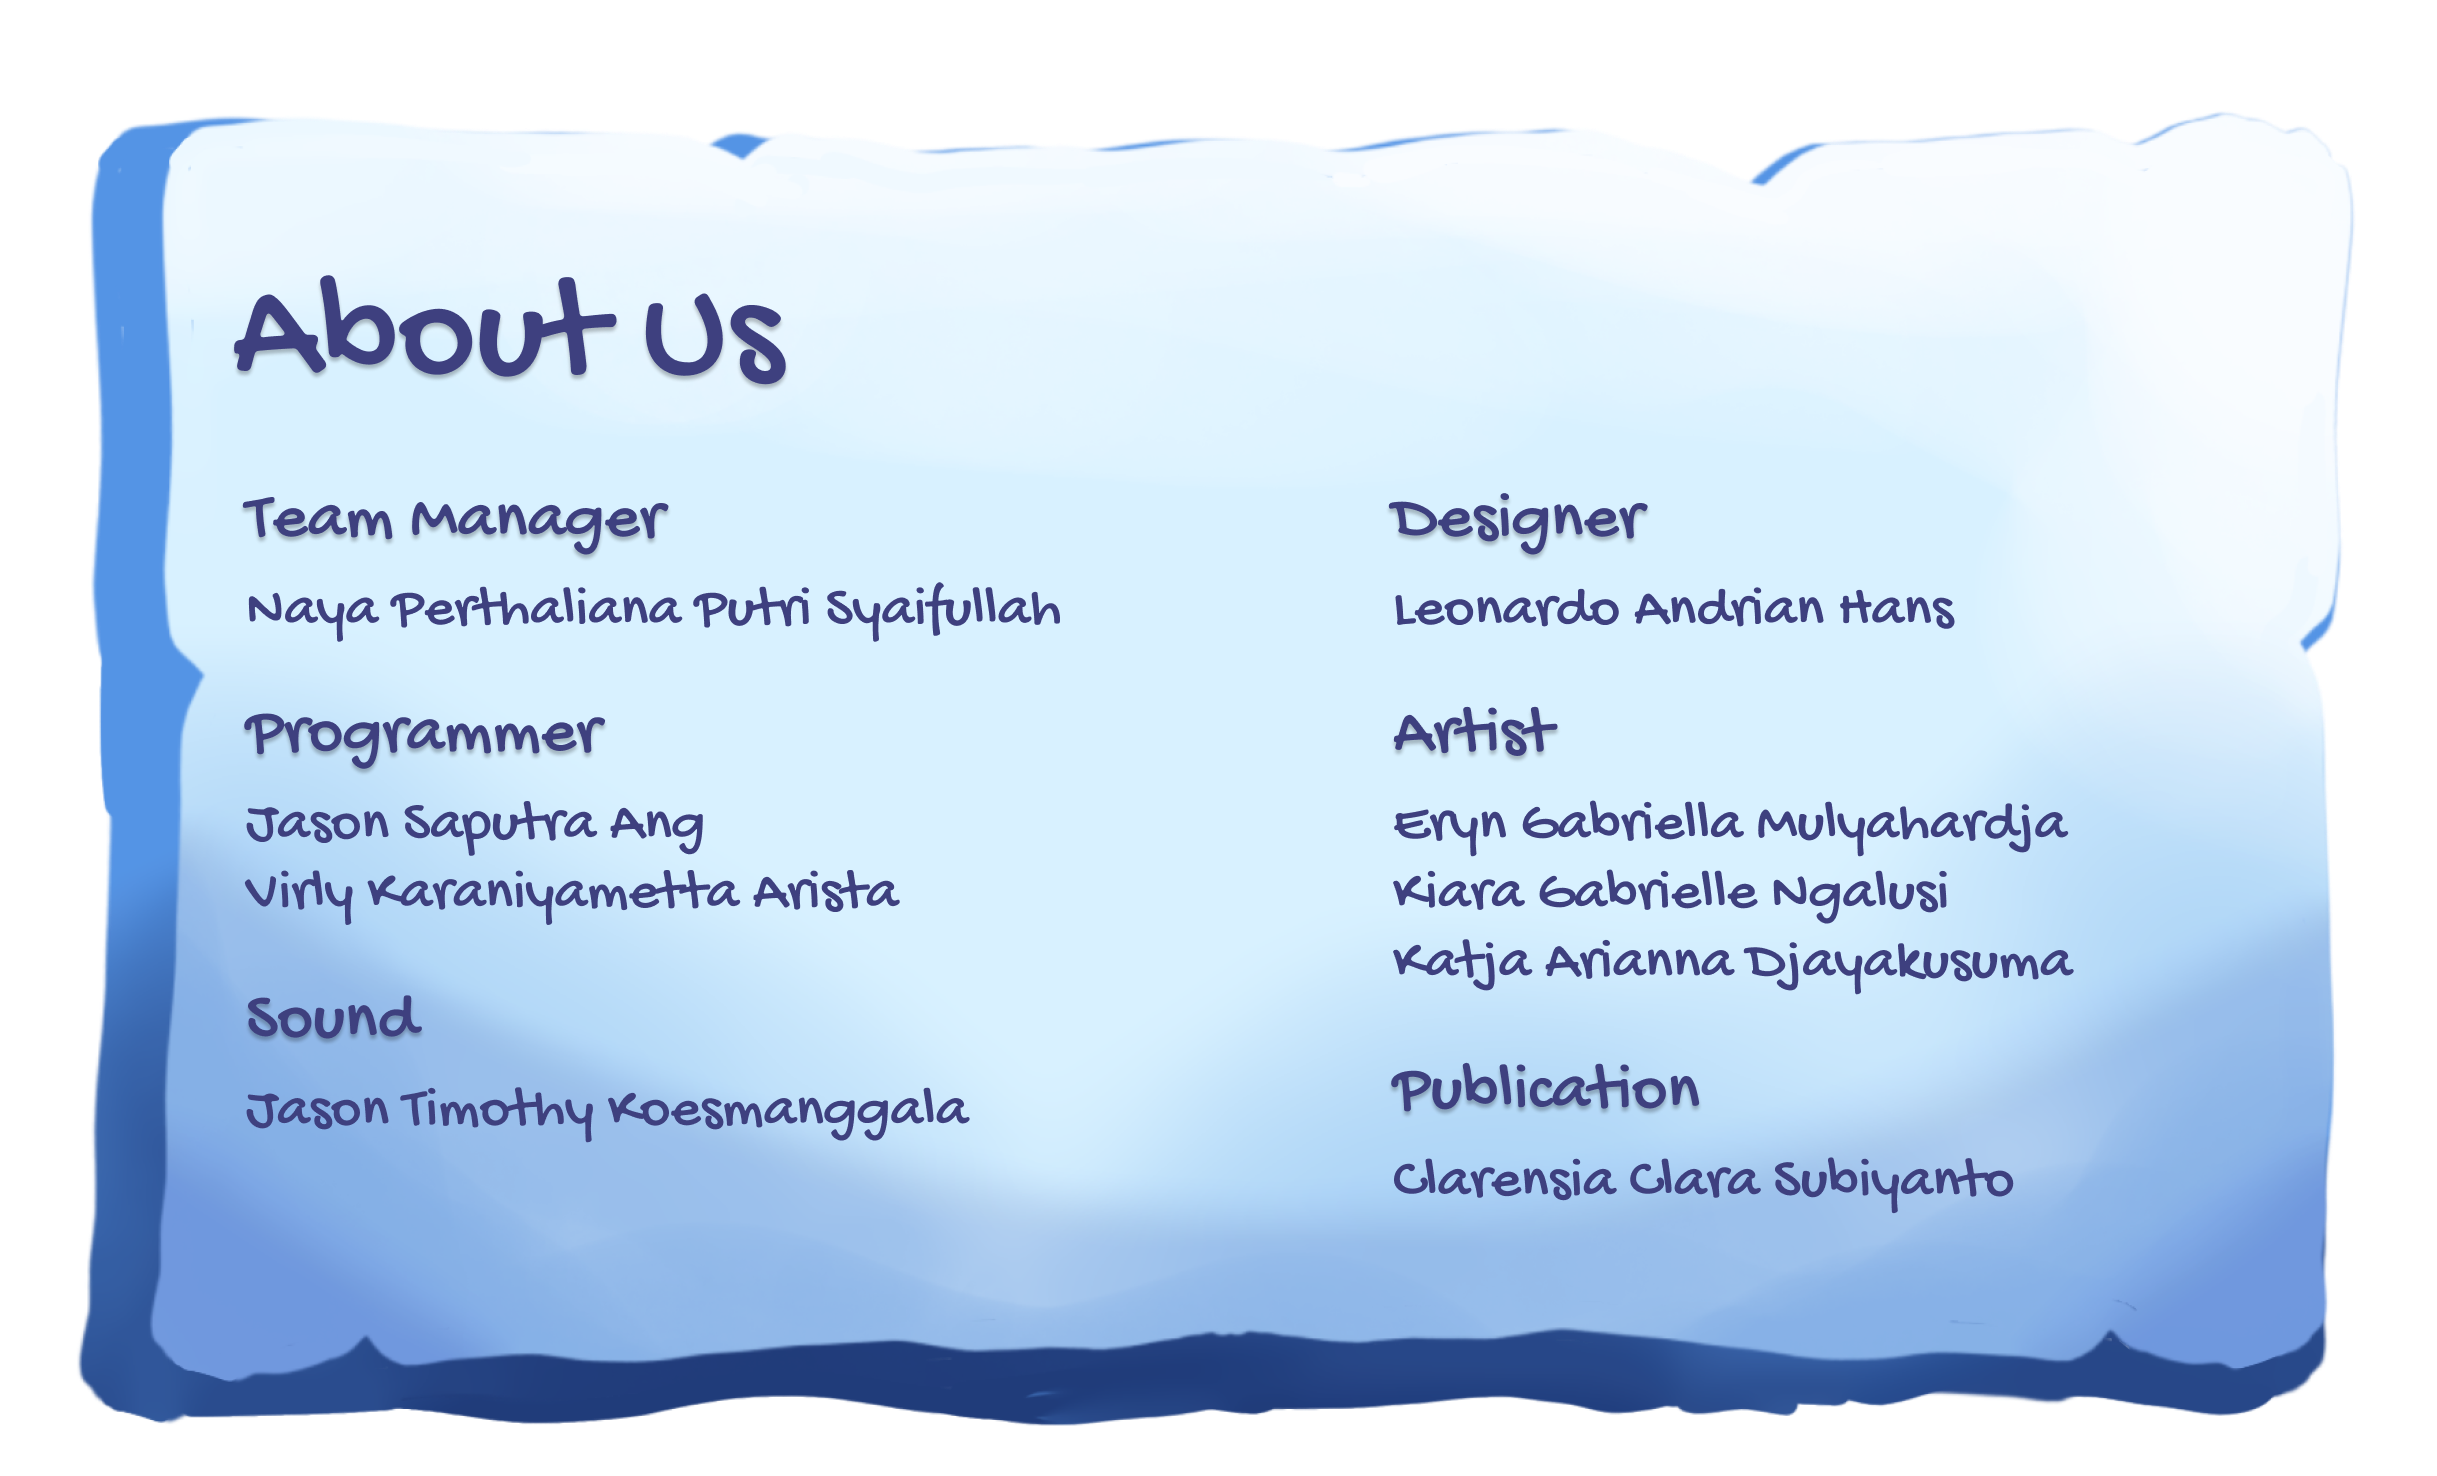 About Us
Team Manager
Naya Perthaliana Putri Syaifullah
Programmer
Jason Saputra Ang
Virly Karaniyametta Arista
Sound
Jason Timothy Koesmanggala
Designer
Leonardo Andrian Hans
Artist
Eryn Gabriella Mulyahardja
Kiara Gabrielle Ngalusi
Katja Arianna Djayakusuma
Publication
Clarensia Clara Subiyanto